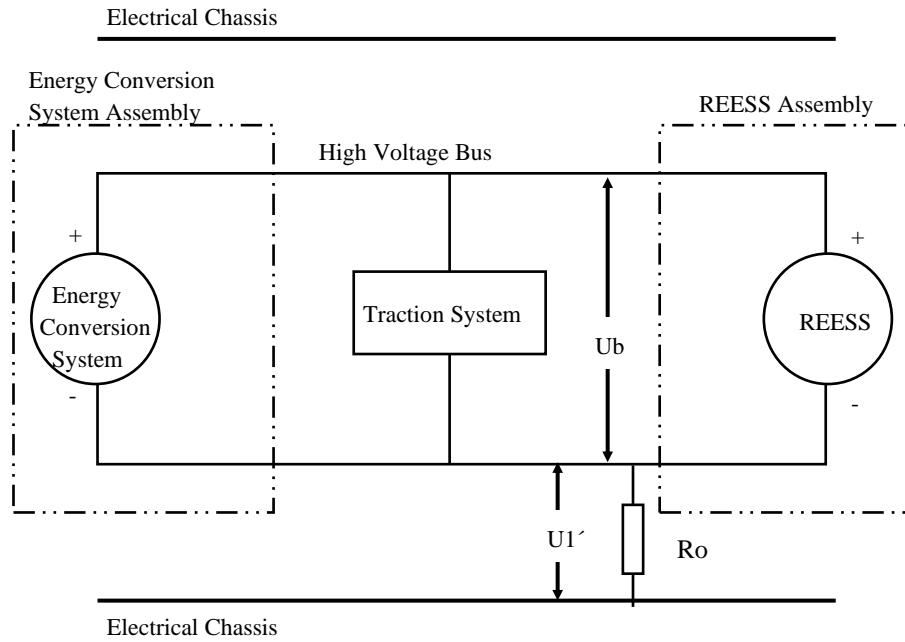 Electrical Chassis
Energy Conversion
System Assembly
REESS Assembly
High Voltage Bus
+
+
Energy
Conversion
System
Traction System
Ub
REESS
-
-
U1´
Ro
Electrical Chassis